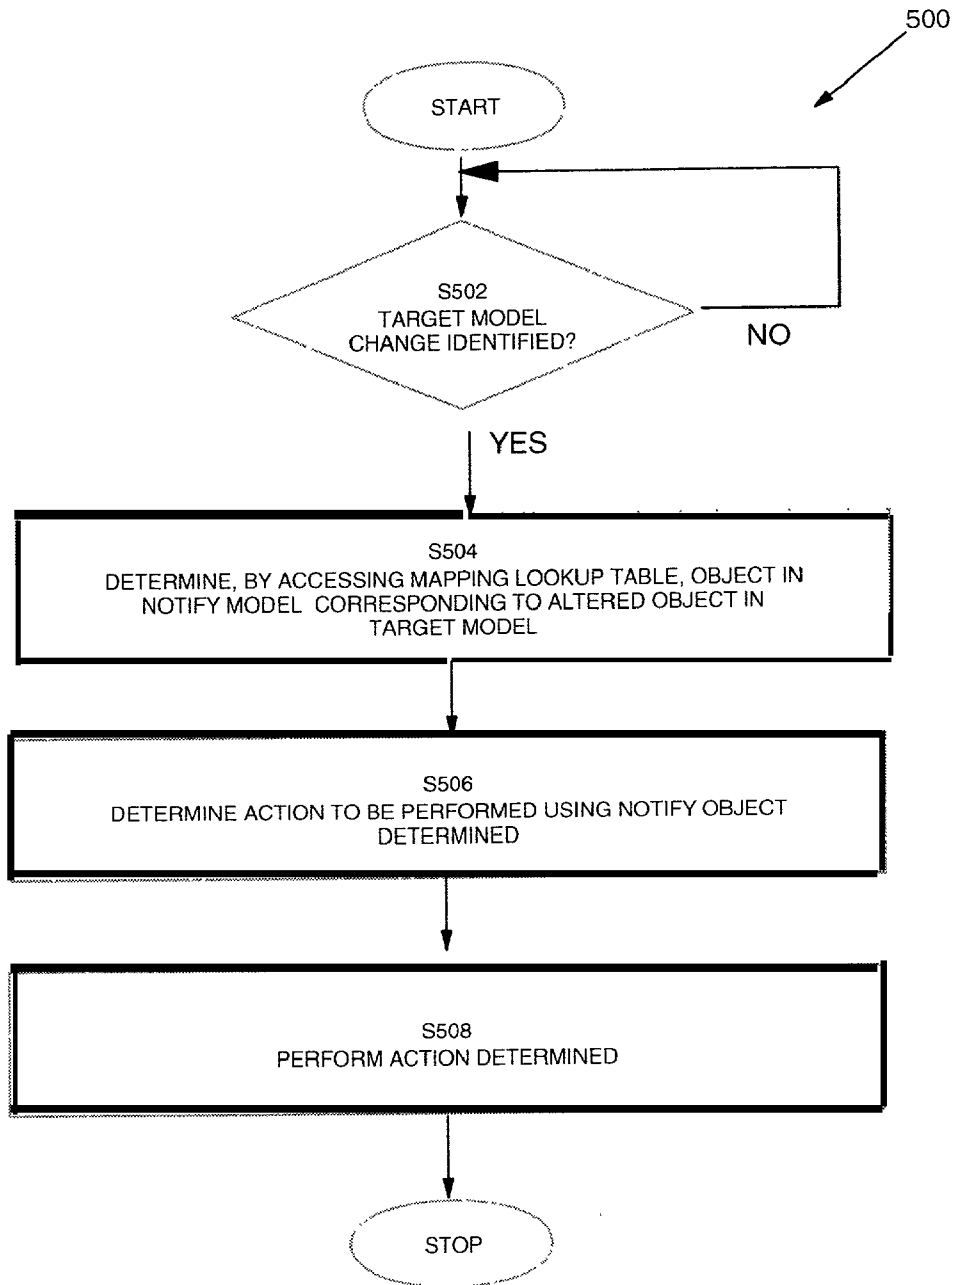 500
START
S502
TARGET MODEL
CHANGE IDENTIFIED?
NO
YES
S504
DETERMINE, BY ACCESSING MAPPING LOOKUP TABLE, OBJECT IN
NOTIFY MODEL CORRESPONDING TO ALTERED OBJECT IN
TARGET MODEL
S506
DETERMINE ACTION TO BE PERFORMED USING NOTIFY OBJECT
DETERMINED
S508
PERFORM ACTION DETERMINED
STOP